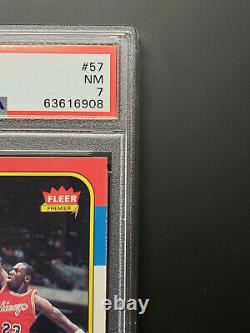 #57
NM
7
63616908
FLEER
PREMIER
Chicago
23